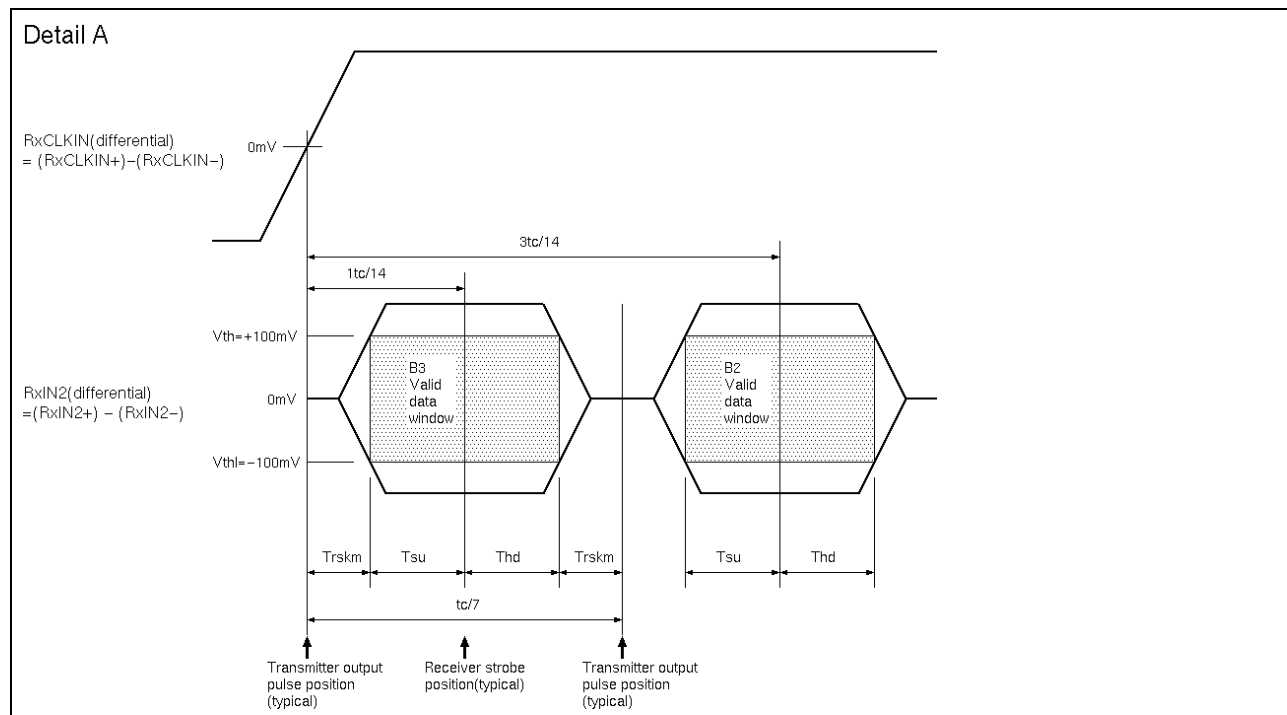 Detail A
RxCLKIN(differential)
= (RxCLKIN+)−(RxCLKIN−)
0mV
3tc/14
1tc/14
Vth=+100mV
B3
Valid
data
window
B2
Valid
data
window
RxIN2(differential)
=(RxIN2+) − (RxIN2−)
0mV
Vthl=−100mV
Trskm
Tsu
Thd
Trskm
Tsu
Thd
tc/7
Transmitter output
pulse position
(typical)
Receiver strobe
position(typical)
Transmitter output
pulse position
(typical)